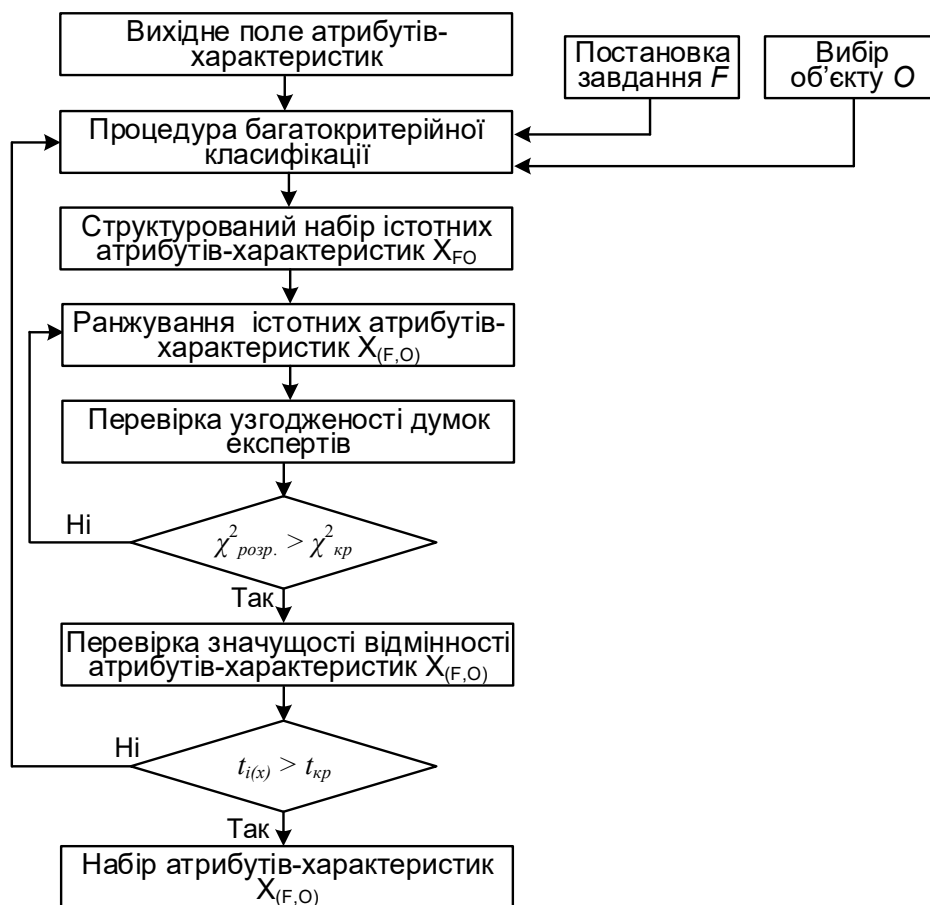 Вихідне поле атрибутів-
характеристик
Постановка
завдання F
Вибір
об’єкту O
Процедура багатокритерійної
класифікації
Структурований набір істотних
атрибутів-характеристик X_FO
Ранжування істотних атрибутів-
характеристик X_(F,O)
Перевірка узгодженості думок
експертів
Ні
χ²розр. > χ²кр
Так
Перевірка значущості відмінності
атрибутів-характеристик X_(F,O)
Ні
t_i(x) > t_кр
Так
Набір атрибутів-характеристик
X_(F,O)